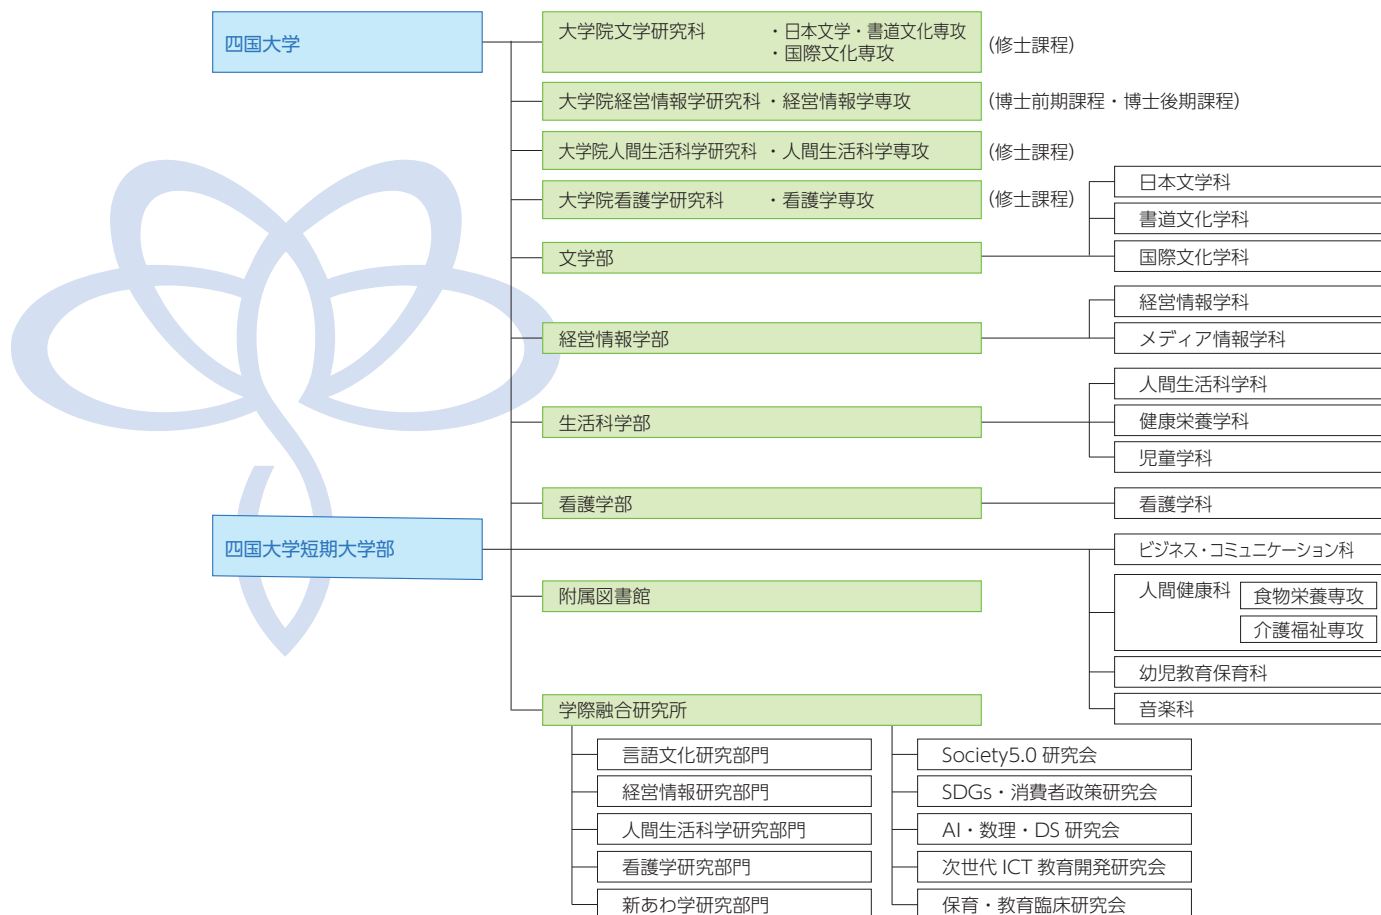 四国大学
大学院文学研究科 ・日本文学・書道文化専攻 (修士課程)
・国際文化専攻
大学院経営情報学研究科 ・経営情報学専攻 (博士前期課程・博士後期課程)
大学院人間生活科学研究科 ・人間生活科学専攻 (修士課程)
大学院看護学研究科 ・看護学専攻 (修士課程)
文学部
日本文学科
書道文化学科
国際文化学科
経営情報学部
経営情報学科
メディア情報学科
生活科学部
人間生活科学科
健康栄養学科
児童学科
看護学部
看護学科
四国大学短期大学部
ビジネス・コミュニケーション科
人間健康科
食物栄養専攻
介護福祉専攻
幼児教育保育科
音楽科
附属図書館
学際融合研究所
言語文化研究部門
経営情報研究部門
人間生活科学研究部門
看護学研究部門
新あわ学研究部門
Society5.0 研究会
SDGs・消費者政策研究会
AI・数理・DS 研究会
次世代 ICT 教育開発研究会
保育・教育臨床研究会